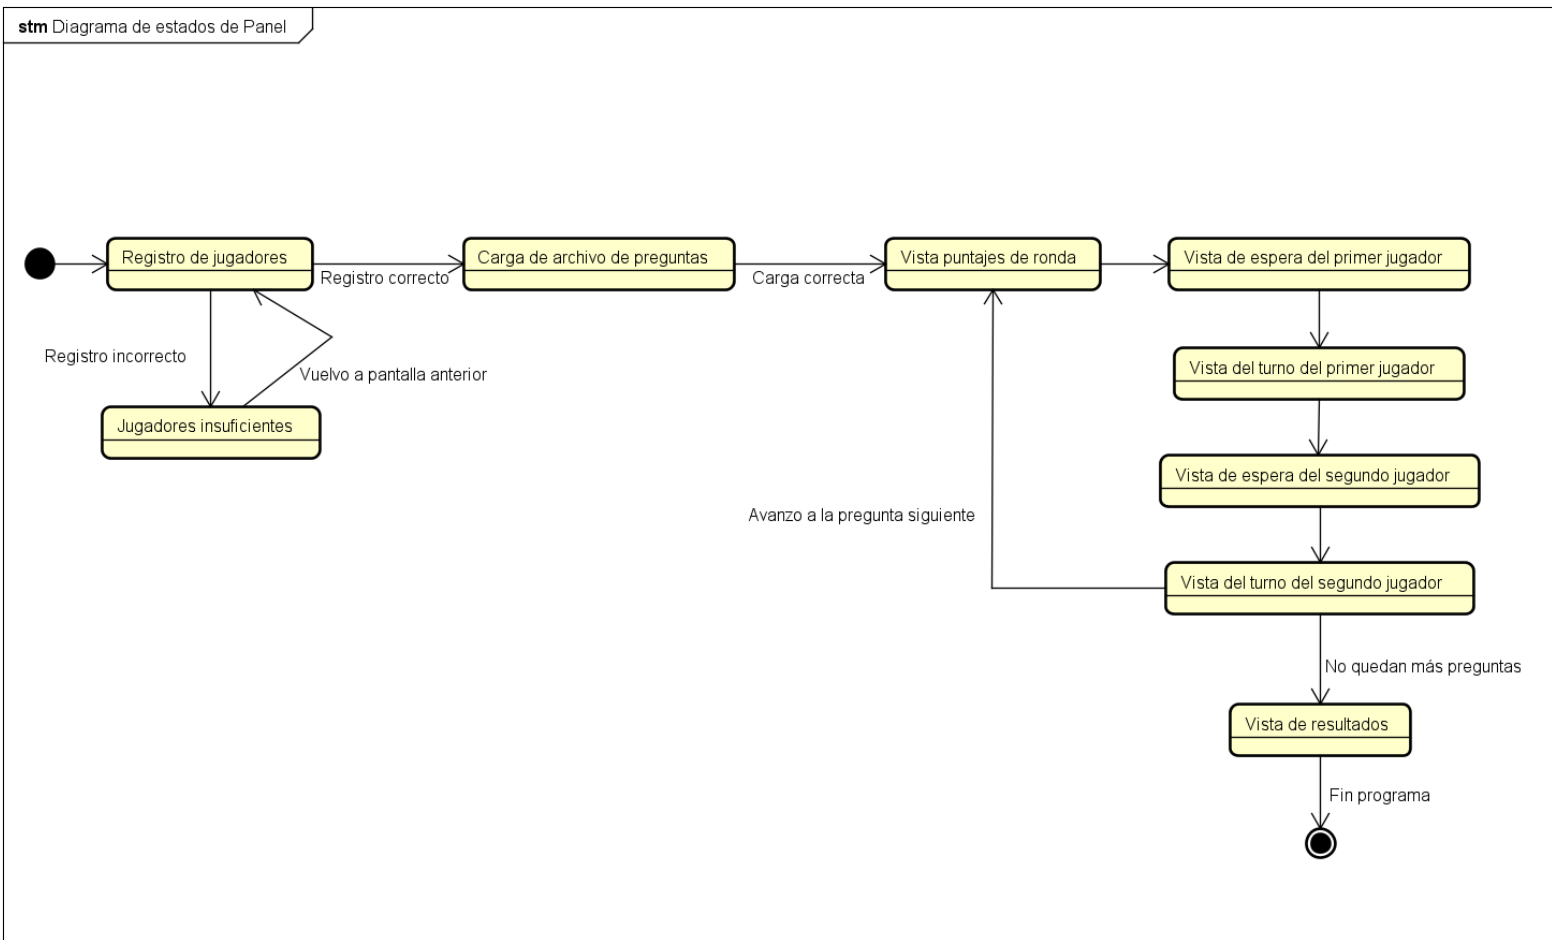 stm Diagrama de estados de Panel
Registro de jugadores
Registro correcto
Carga de archivo de preguntas
Carga correcta
Vista puntajes de ronda
Vista de espera del primer jugador
Registro incorrecto
Vuelvo a pantalla anterior
Jugadores insuficientes
Vista del turno del primer jugador
Vista de espera del segundo jugador
Avanzo a la pregunta siguiente
Vista del turno del segundo jugador
No quedan más preguntas
Vista de resultados
Fin programa